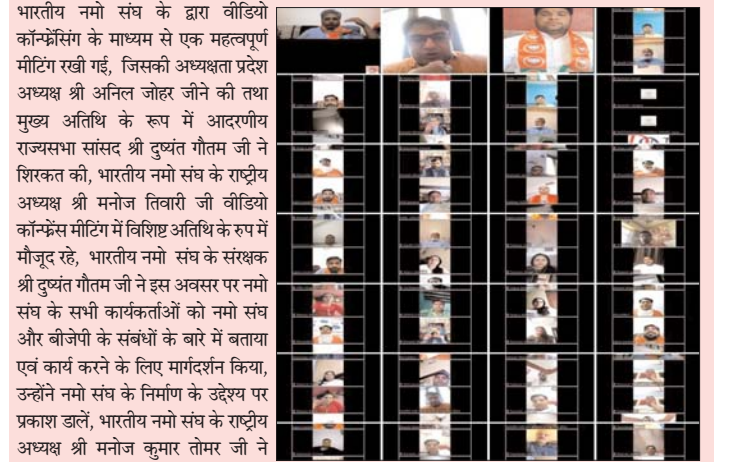 भारतीय नमो संघ के द्वारा वीडियो
कॉन्फ्रेंसिंग के माध्यम से एक महत्वपूर्ण
मीटिंग रखी गई, जिसकी अध्यक्षता प्रदेश
अध्यक्ष श्री अनिल जोहर जीने की तथा
मुख्य अतिथि के रूप में आदरणीय
राज्यसभा सांसद श्री दुष्यंत गौतम जी ने
शिरकत की, भारतीय नमो संघ के राष्ट्रीय
अध्यक्ष श्री मनोज तिवारी जी वीडियो
कॉन्फ्रेंस मीटिंग में विशिष्ट अतिथि के रुप में
मौजूद रहे, भारतीय नमो संघ के संरक्षक
श्री दुष्यंत गौतम जी ने इस अवसर पर नमो
संघ के सभी कार्यकर्ताओं को नमो संघ
और बीजेपी के संबंधों के बारे में बताया
एवं कार्य करने के लिए मार्गदर्शन किया,
उन्होंने नमो संघ के निर्माण के उद्देश्य पर
प्रकाश डालें, भारतीय नमो संघ के राष्ट्रीय
अध्यक्ष श्री मनोज कुमार तोमर जी ने